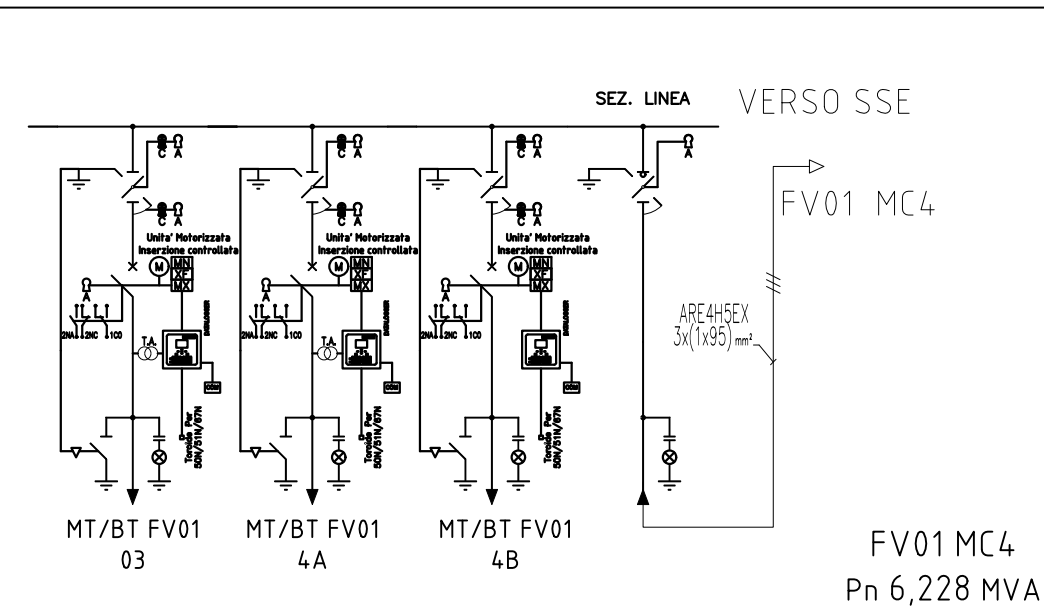 SEZ. LINEA
VERSO SSE
FV01 MC4
C A
C A
C A
A
C A
C A
C A
Unita' Motorizzata
Inserzione controllata
Unita' Motorizzata
Inserzione controllata
Unita' Motorizzata
Inserzione controllata
M
MN
XF
MX
M
MN
XF
MX
M
MN
XF
MX
A
A
A
2NA 2NC 1CO
2NA 2NC 1CO
2NA 2NC 1CO
T.A.
T.A.
COM
COM
COM
ARE4H5EX
3x(1x95) mm²
Toroide Per
50N/51N/67N
Toroide Per
50N/51N/67N
Toroide Per
50N/51N/67N
MT/BT FV01
03
MT/BT FV01
4A
MT/BT FV01
4B
FV01 MC4
Pn 6,228 MVA